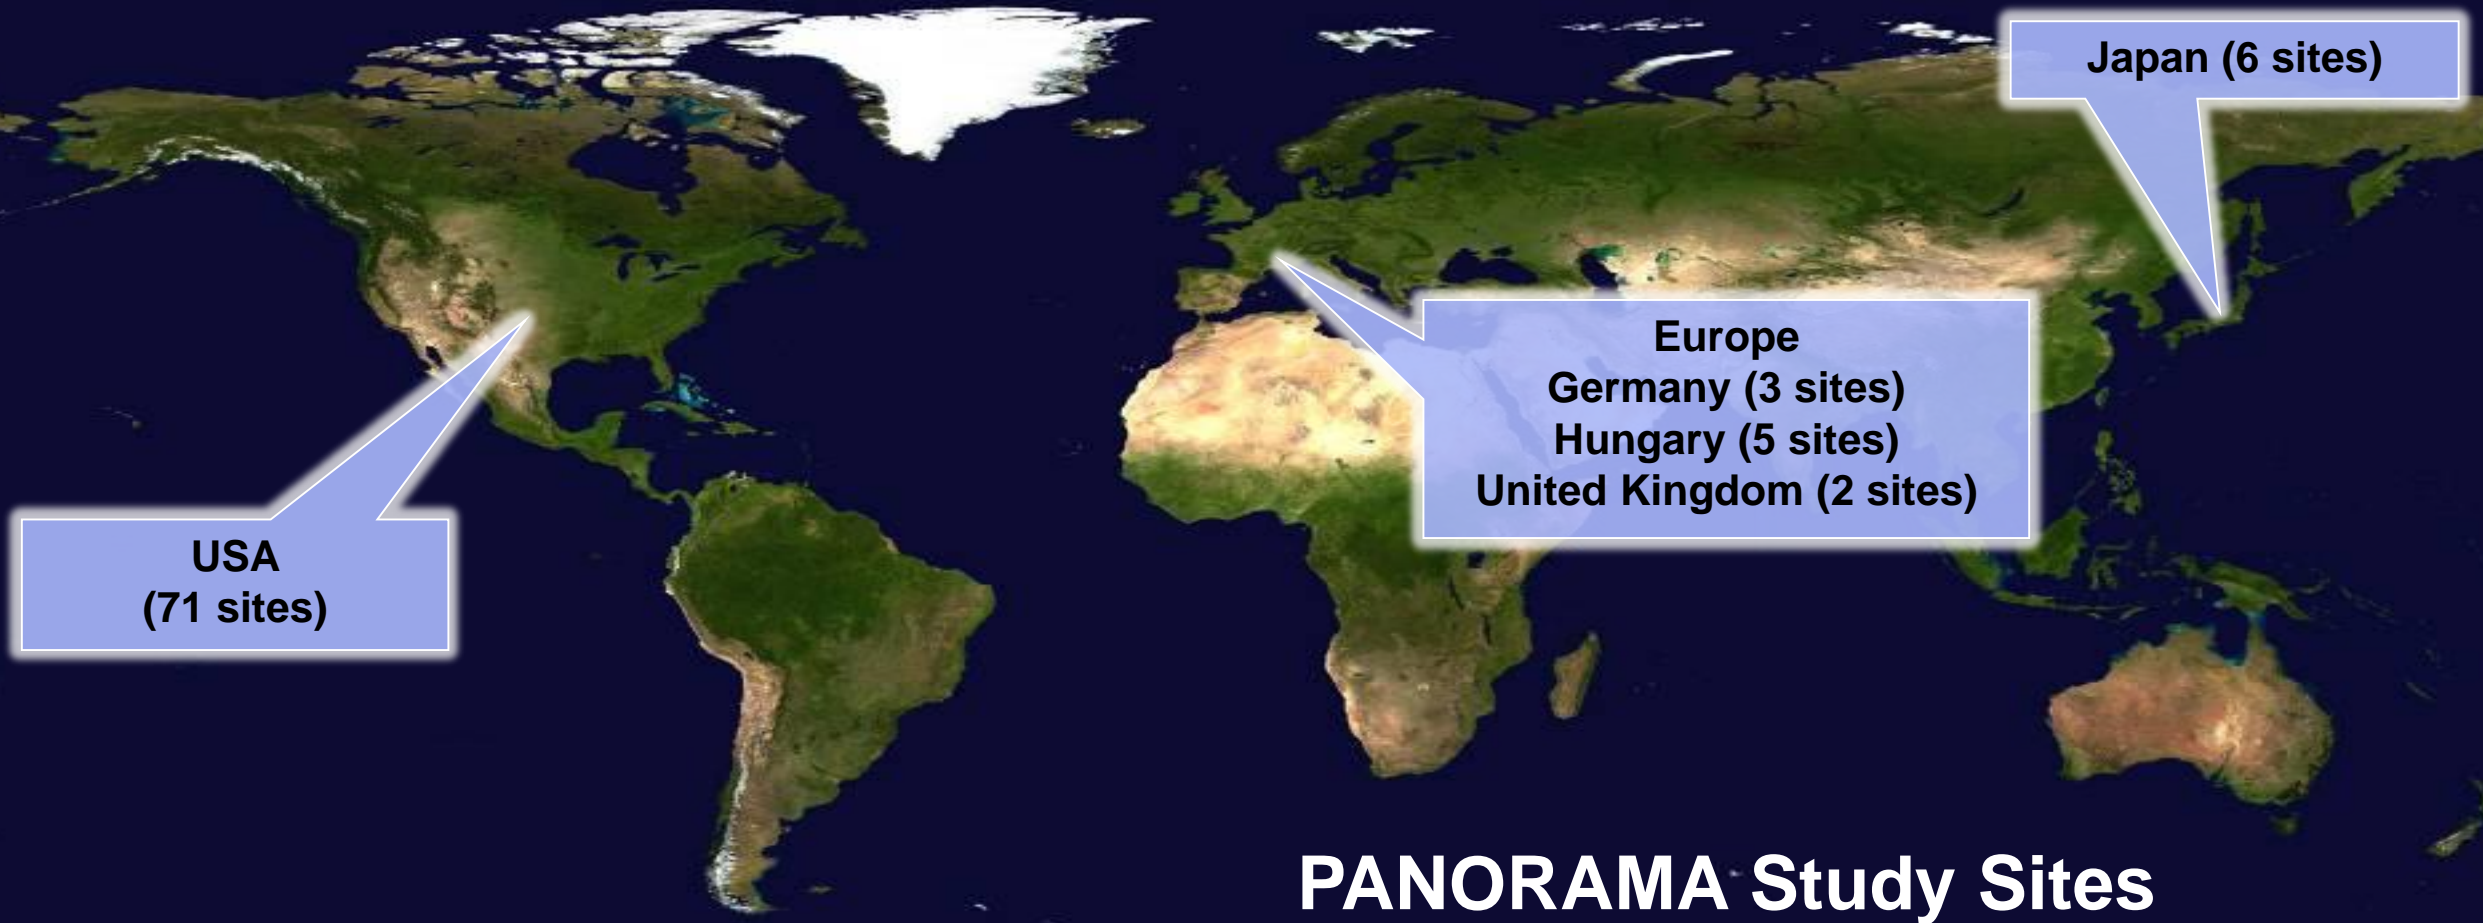 Japan (6 sites)
Europe
Germany (3 sites)
Hungary (5 sites)
United Kingdom (2 sites)
USA
(71 sites)
PANORAMA Study Sites